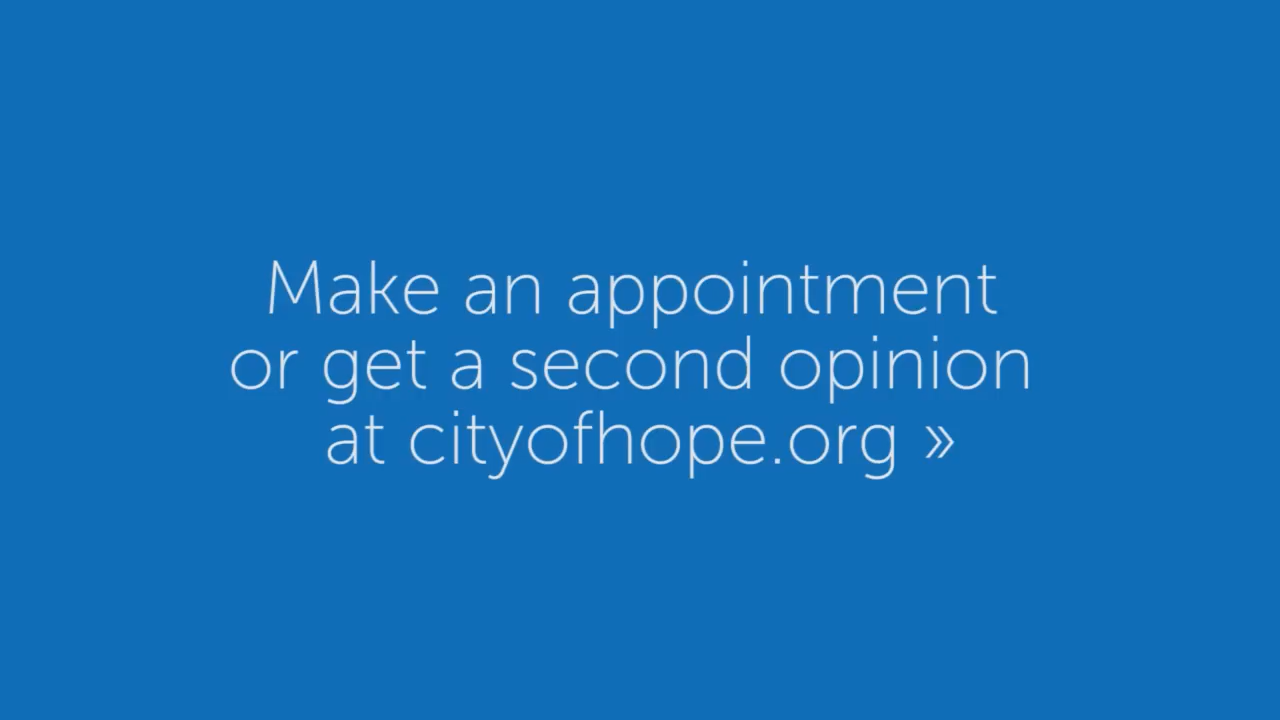 Make an appointment
or get a second opinion
at cityofhope.org »